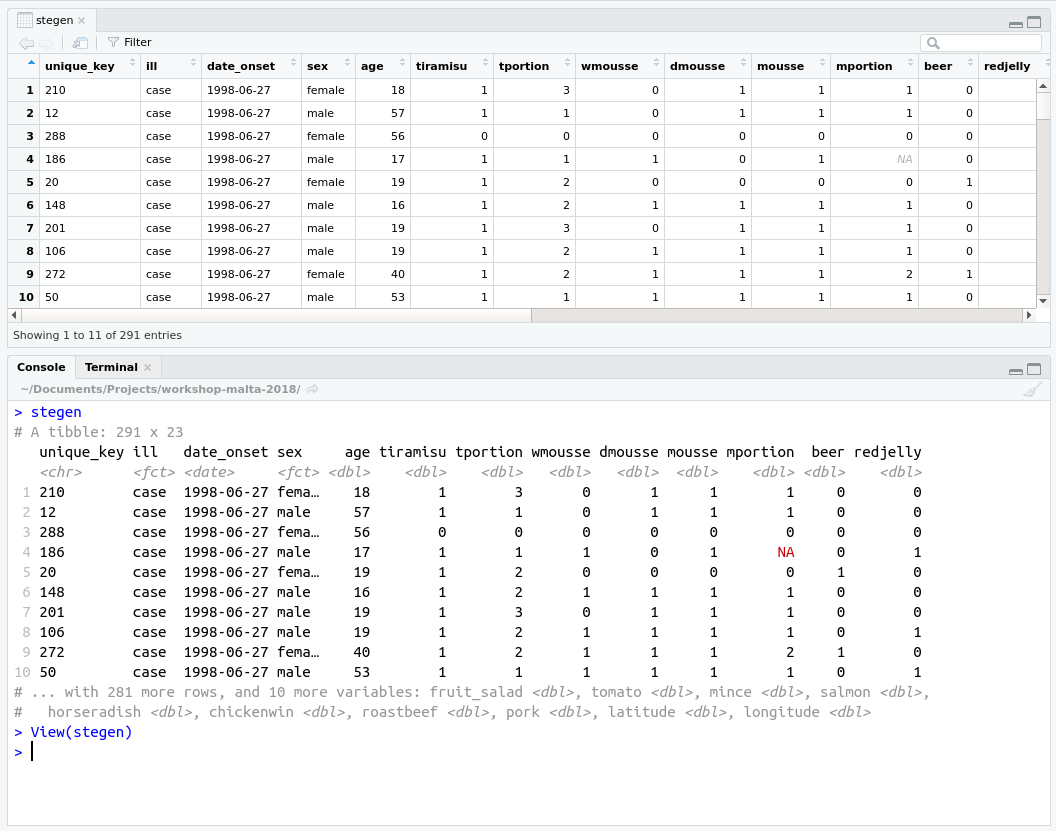 stegen ×
Filter
unique_key ill date_onset sex age tiramisu tportion wmousse dmousse mousse mportion beer redjelly
1 210 case 1998-06-27 female 18 1 3 0 1 1 1 0
2 12 case 1998-06-27 male 57 1 1 0 1 1 1 0
3 288 case 1998-06-27 female 56 0 0 0 0 0 0 0
4 186 case 1998-06-27 male 17 1 1 1 0 1 NA 0
5 20 case 1998-06-27 female 19 1 2 0 0 0 0 1
6 148 case 1998-06-27 male 16 1 2 1 1 1 1 0
7 201 case 1998-06-27 male 19 1 3 0 1 1 1 0
8 106 case 1998-06-27 male 19 1 2 1 1 1 1 0
9 272 case 1998-06-27 female 40 1 2 1 1 1 2 1
10 50 case 1998-06-27 male 53 1 1 1 1 1 1 0
Showing 1 to 11 of 291 entries
Console Terminal ×
~/Documents/Projects/workshop-malta-2018/
> stegen
# A tibble: 291 x 23
unique_key ill date_onset sex age tiramisu tportion wmousse dmousse mousse mportion beer redjelly
<chr> <fct> <date> <fct> <dbl> <dbl> <dbl> <dbl> <dbl> <dbl> <dbl> <dbl> <dbl>
1 210 case 1998-06-27 fema… 18 1 3 0 1 1 1 0 0
2 12 case 1998-06-27 male 57 1 1 0 1 1 1 0 0
3 288 case 1998-06-27 fema… 56 0 0 0 0 0 0 0 0
4 186 case 1998-06-27 male 17 1 1 1 0 1 NA 0 1
5 20 case 1998-06-27 fema… 19 1 2 0 0 0 0 1 0
6 148 case 1998-06-27 male 16 1 2 1 1 1 1 0 0
7 201 case 1998-06-27 male 19 1 3 0 1 1 1 0 0
8 106 case 1998-06-27 male 19 1 2 1 1 1 1 0 1
9 272 case 1998-06-27 fema… 40 1 2 1 1 1 2 1 0
10 50 case 1998-06-27 male 53 1 1 1 1 1 1 0 1
# ... with 281 more rows, and 10 more variables: fruit_salad <dbl>, tomato <dbl>, mince <dbl>, salmon <dbl>,
# horseradish <dbl>, chickenwin <dbl>, roastbeef <dbl>, pork <dbl>, latitude <dbl>, longitude <dbl>
> View(stegen)
>